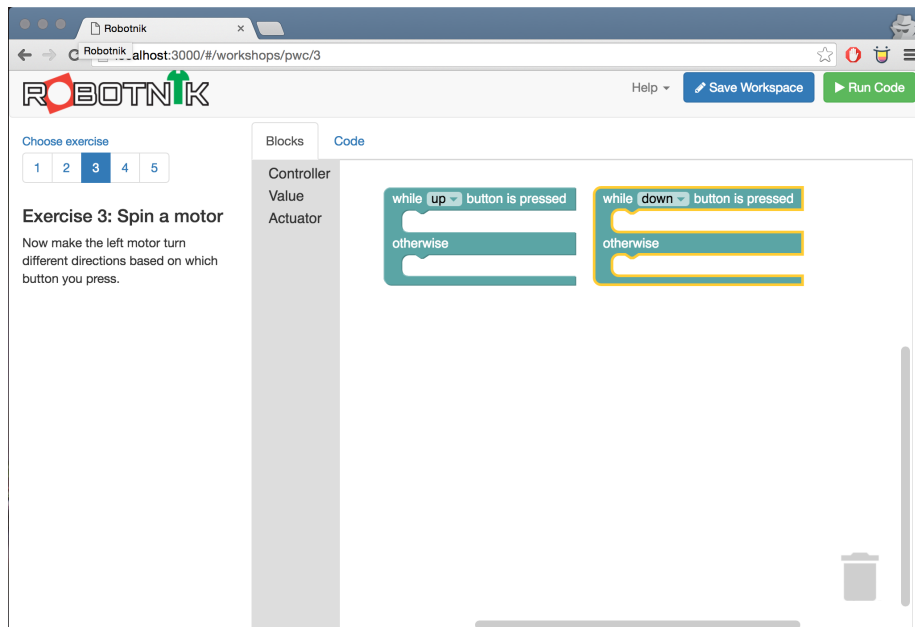 Robotnik
Robotnik
alhost:3000/#/workshops/pwc/3
ROBOTNIK
Help
Save Workspace
Run Code
Choose exercise
1 2 3 4 5
Exercise 3: Spin a motor
Now make the left motor turn
different directions based on which
button you press.
Blocks
Code
Controller
Value
Actuator
while up button is pressed
otherwise
while down button is pressed
otherwise